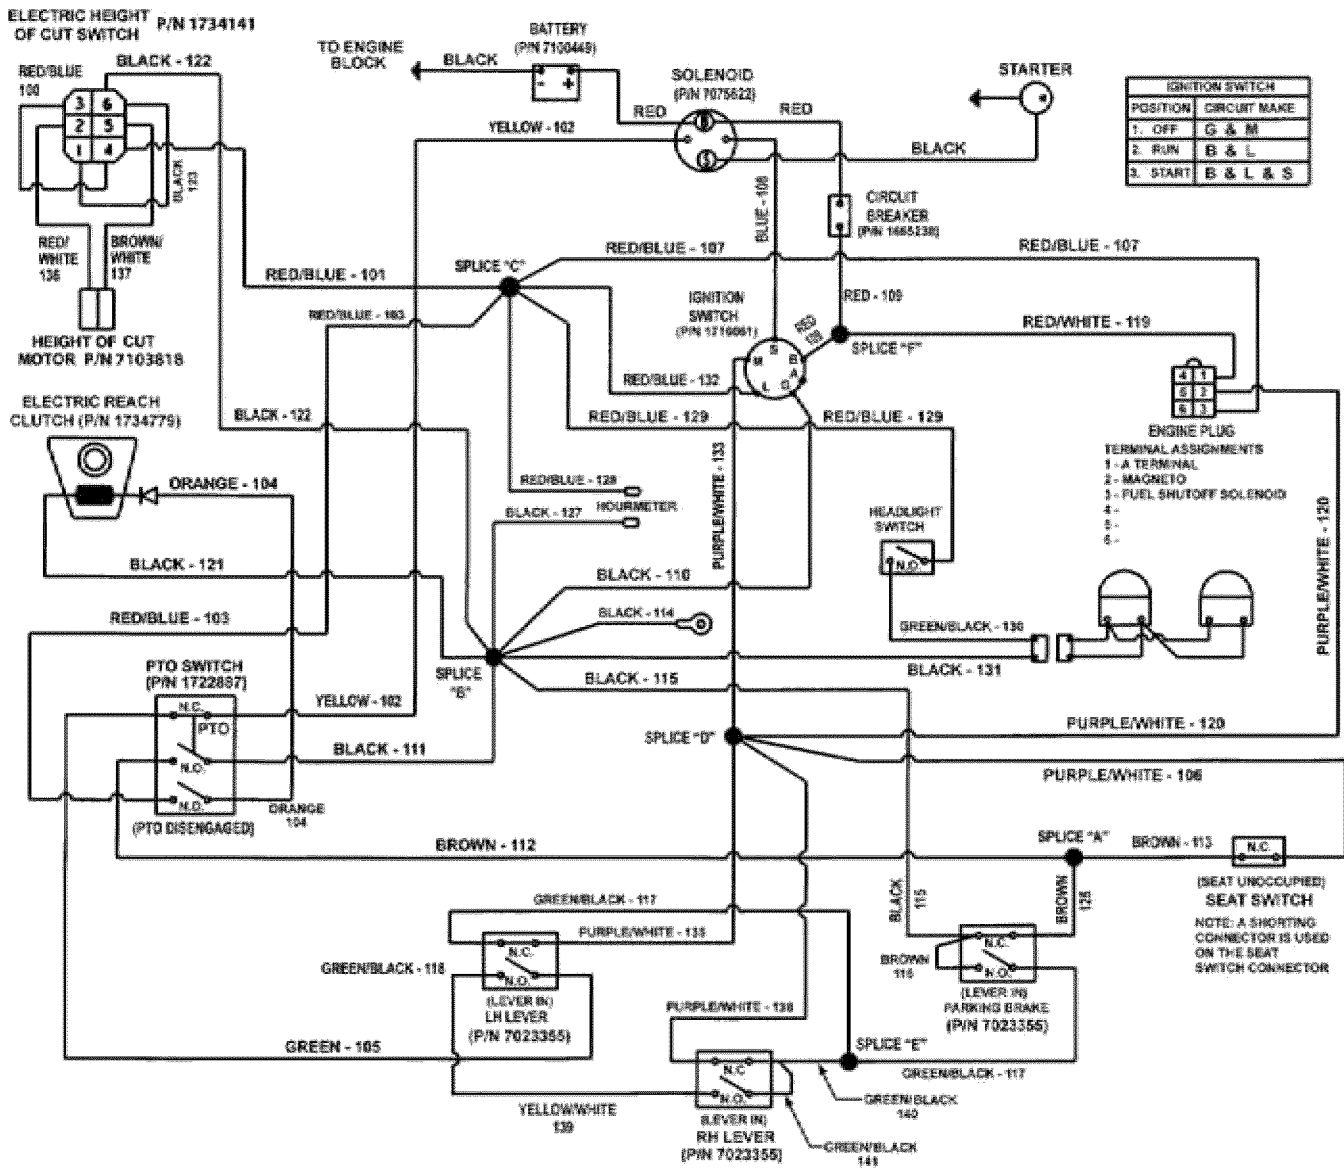 ELECTRIC HEIGHT
OF CUT SWITCH
P/N 1734141
BATTERY
(P/N 7100449)
TO ENGINE
BLOCK
BLACK
SOLENOID
(P/N 7075622)
STARTER
IGNITION SWITCH
POSITION CIRCUIT MAKE
1. OFF G & M
2. RUN B & L
3. START B & L & S
RED/BLUE
100
BLACK - 122
3 6
2 5
1 4
BLACK
123
RED/
WHITE
136
BROWN/
WHITE
137
HEIGHT OF CUT
MOTOR P/N 7103818
RED
RED
YELLOW - 102
B
S
BLACK
BLUE - 108
CIRCUIT
BREAKER
(P/N 1665238)
RED/BLUE - 107
RED/BLUE - 107
SPLICE "C"
RED/BLUE - 101
RED/BLUE - 103
IGNITION
SWITCH
RED - 109
RED
M S B A G L
SPLICE "F"
RED/WHITE - 119
RED/BLUE - 132
4 1
5 2
6 3
ENGINE PLUG
TERMINAL ASSIGNMENTS
1 - A TERMINAL
2 - MAGNETO
3 - FUEL SHUTOFF SOLENOID
4 -
5 -
6 -
ELECTRIC REACH
CLUTCH (P/N 1734779)
BLACK - 122
RED/BLUE - 129
RED/BLUE - 129
ORANGE - 104
RED/BLUE - 128
HOURMETER
BLACK - 127
PURPLE/WHITE - 133
HEADLIGHT
SWITCH
N.O.
PURPLE/WHITE - 120
BLACK - 121
BLACK - 110
BLACK - 114
RED/BLUE - 103
GREEN/BLACK - 130
BLACK - 131
SPLICE
"B"
BLACK - 115
PTO SWITCH
(P/N 1722887)
N.C.
PTO
N.O.
N.O.
(PTO DISENGAGED)
YELLOW - 102
BLACK - 111
ORANGE
104
SPLICE "D"
PURPLE/WHITE - 120
PURPLE/WHITE - 106
BROWN - 112
SPLICE "A"
BROWN - 113
N.C.
(SEAT UNOCCUPIED)
SEAT SWITCH
NOTE: A SHORTING
CONNECTOR IS USED
ON THE SEAT
SWITCH CONNECTOR
BLACK
115
BROWN
125
GREEN/BLACK - 117
PURPLE/WHITE - 135
GREEN/BLACK - 118
N.C.
N.O.
(LEVER IN)
LH LEVER
(P/N 7023355)
BROWN
116
N.C.
N.O.
(LEVER IN)
PARKING BRAKE
(P/N 7023355)
PURPLE/WHITE - 138
GREEN - 105
SPLICE "E"
GREEN/BLACK - 117
N.C
N.O.
(LEVER IN)
RH LEVER
(P/N 7023355)
YELLOW/WHITE
139
GREEN/BLACK
140
GREEN/BLACK
141